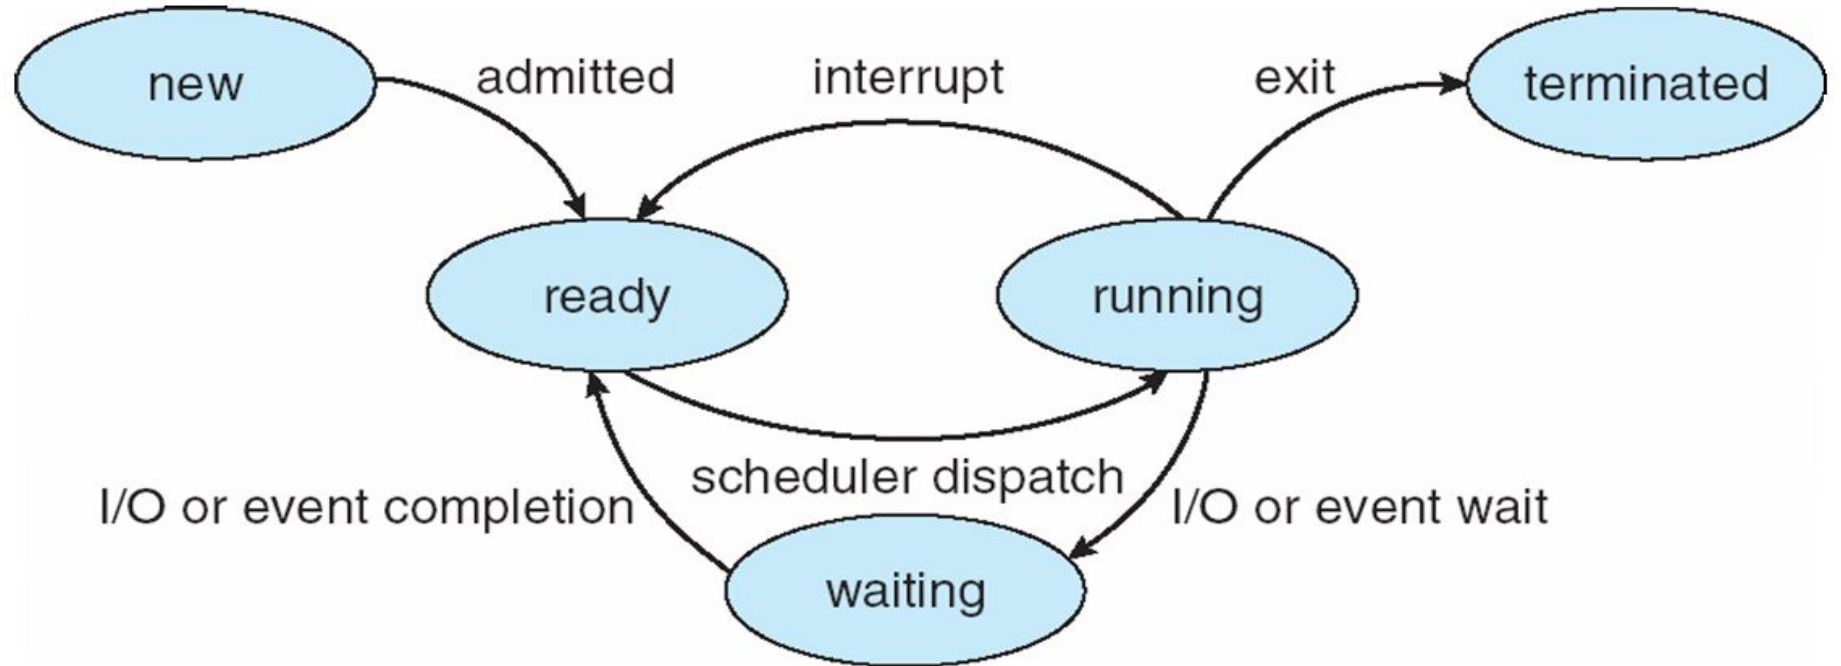 new
admitted
interrupt
exit
terminated
ready
running
scheduler dispatch
I/O or event completion
I/O or event wait
waiting